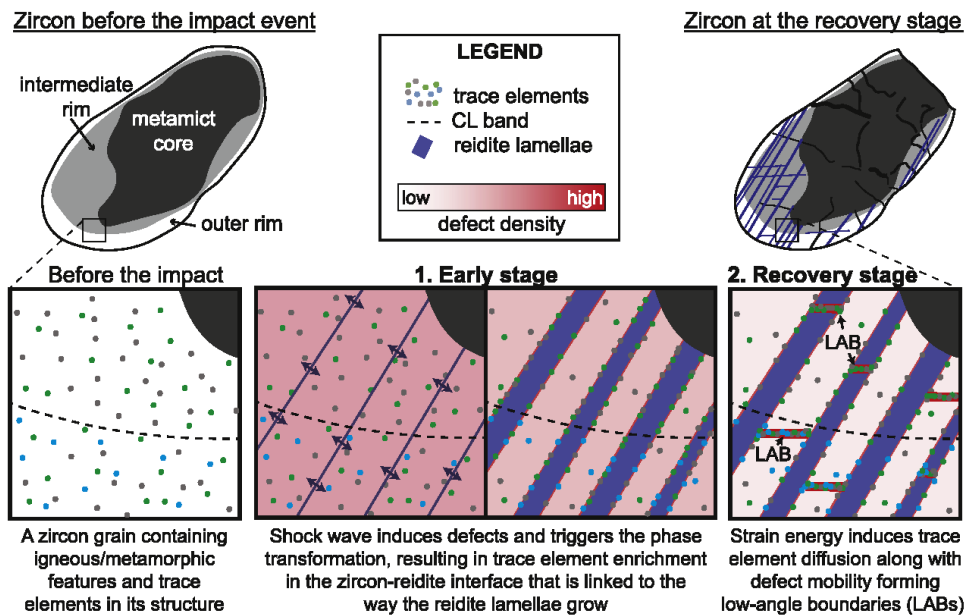 Zircon before the impact event
Zircon at the recovery stage
intermediate
rim
metamict
core
outer rim
LEGEND
trace elements
CL band
reidite lamellae
low
high
defect density
Before the impact
1. Early stage
2. Recovery stage
LAB
LAB
A zircon grain containing
igneous/metamorphic
features and trace
elements in its structure
Shock wave induces defects and triggers the phase
transformation, resulting in trace element enrichment
in the zircon-reidite interface that is linked to the
way the reidite lamellae grow
Strain energy induces trace
element diffusion along with
defect mobility forming
low-angle boundaries (LABs)